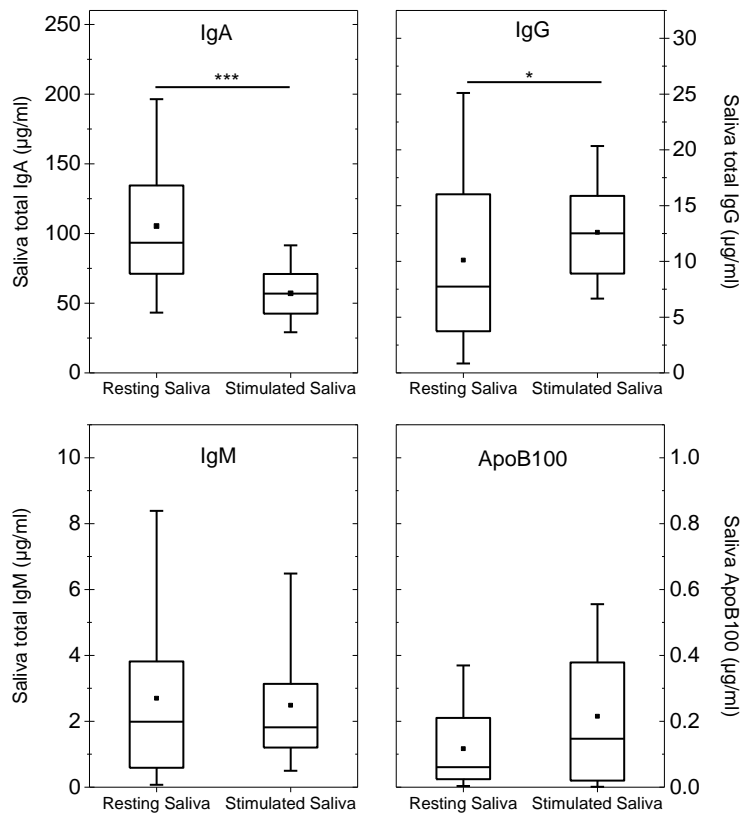 IgA
***
Saliva total IgA (µg/ml)
250
200
150
100
50
0
Resting Saliva Stimulated Saliva
IgG
*
Saliva total IgG (µg/ml)
30
25
20
15
10
5
0
Resting Saliva Stimulated Saliva
IgM
Saliva total IgM (µg/ml)
10
8
6
4
2
0
Resting Saliva Stimulated Saliva
ApoB100
Saliva ApoB100 (µg/ml)
1.0
0.8
0.6
0.4
0.2
0.0
Resting Saliva Stimulated Saliva